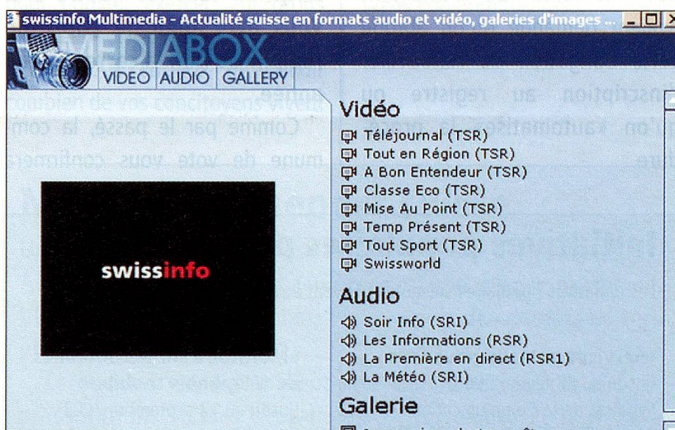 swissinfo Multimedia - Actualité suisse en formats audio et vidéo, galeries d'images ...
MEDIABOX
VIDEO AUDIO GALLERY
swissinfo
Vidéo
Téléjournal (TSR)
Tout en Région (TSR)
A Bon Entendeur (TSR)
Classe Eco (TSR)
Mise Au Point (TSR)
Temp Présent (TSR)
Tout Sport (TSR)
Swissworld
Audio
Soir Info (SRI)
Les Informations (RSR)
La Première en direct (RSR1)
La Météo (SRI)
Galerie